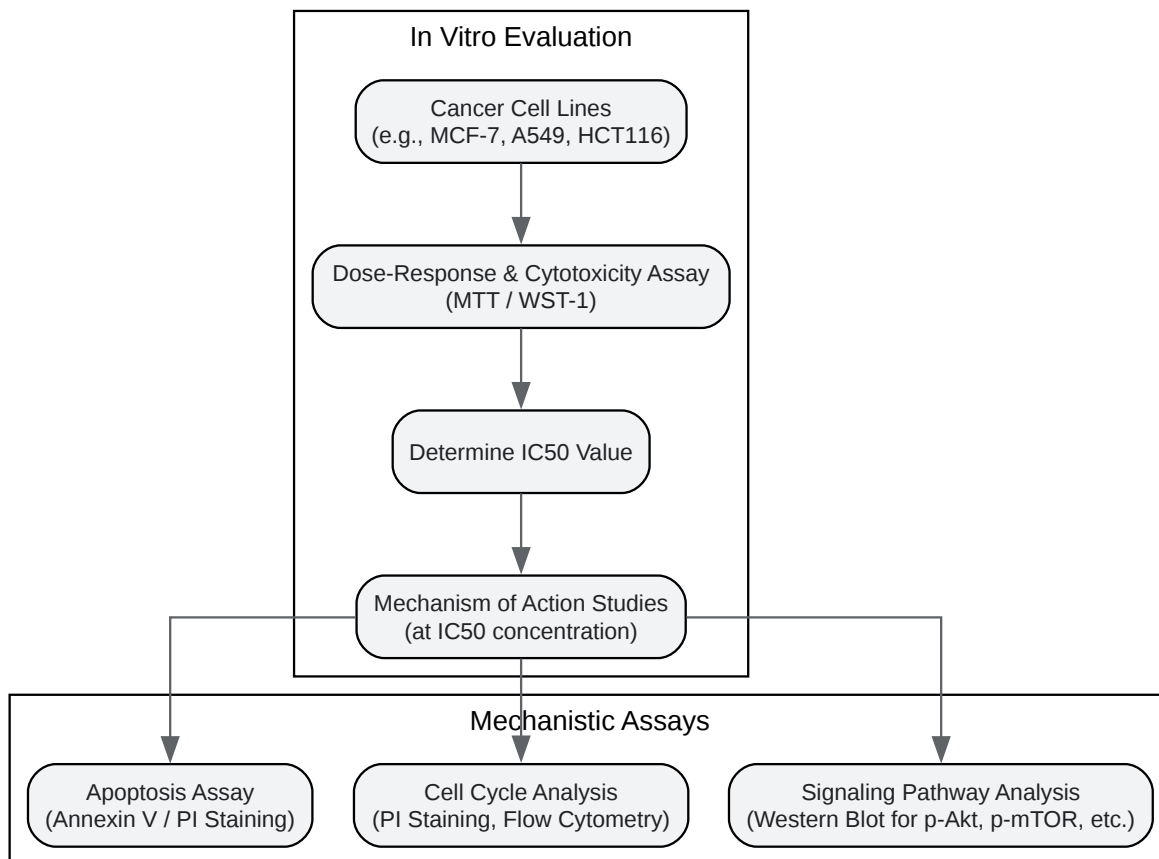 In Vitro Evaluation
Cancer Cell Lines
(e.g., MCF-7, A549, HCT116)
Dose-Response & Cytotoxicity Assay
(MTT / WST-1)
Determine IC50 Value
Mechanism of Action Studies
(at IC50 concentration)
Mechanistic Assays
Apoptosis Assay
(Annexin V / PI Staining)
Cell Cycle Analysis
(PI Staining, Flow Cytometry)
Signaling Pathway Analysis
(Western Blot for p-Akt, p-mTOR, etc.)